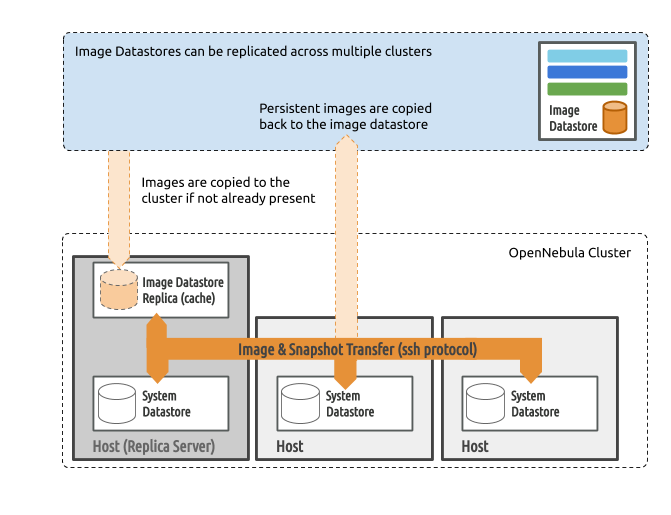 Image Datastores can be replicated across multiple clusters
Persistent images are copied
back to the image datastore
Image
Datastore
Images are copied to the
cluster if not already present
OpenNebula Cluster
Image Datastore
Replica (cache)
Image & Snapshot Transfer (ssh protocol)
System
Datastore
System
Datastore
System
Datastore
Host (Replica Server)
Host
Host